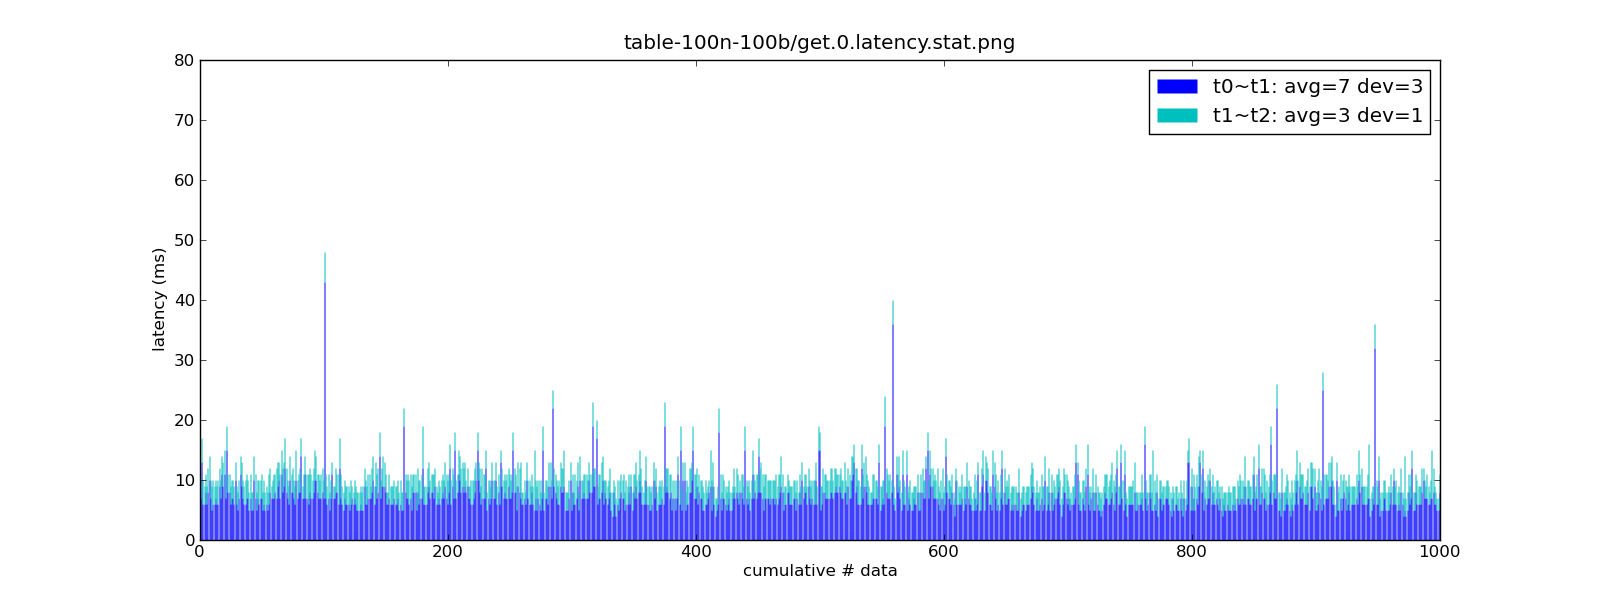 table-100n-100b/get.0.latency.stat.png
80
70
60
50
40
30
20
10
0
latency (ms)
t0~t1: avg=7 dev=3
t1~t2: avg=3 dev=1
0 200 400 600 800 1000
cumulative # data